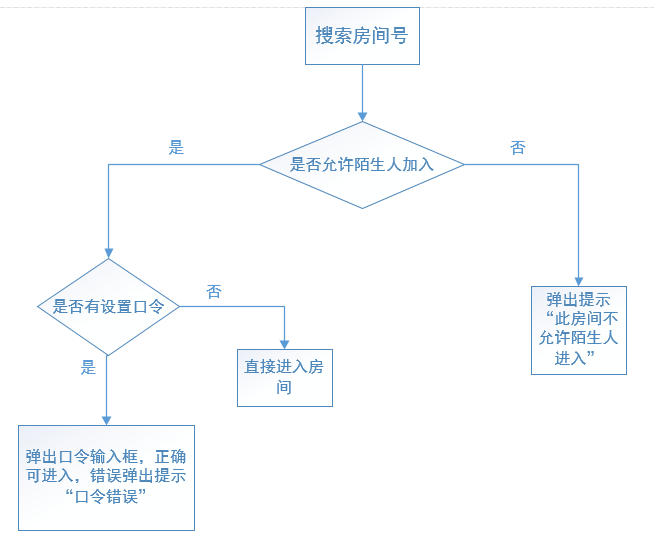 搜索房间号
是
否
是否允许陌生人加入
是否有设置口令
否
弹出提示
“此房间不
允许陌生人
进入”
是
直接进入房
间
弹出口令输入框，正确
可进入，错误弹出提示
“口令错误”